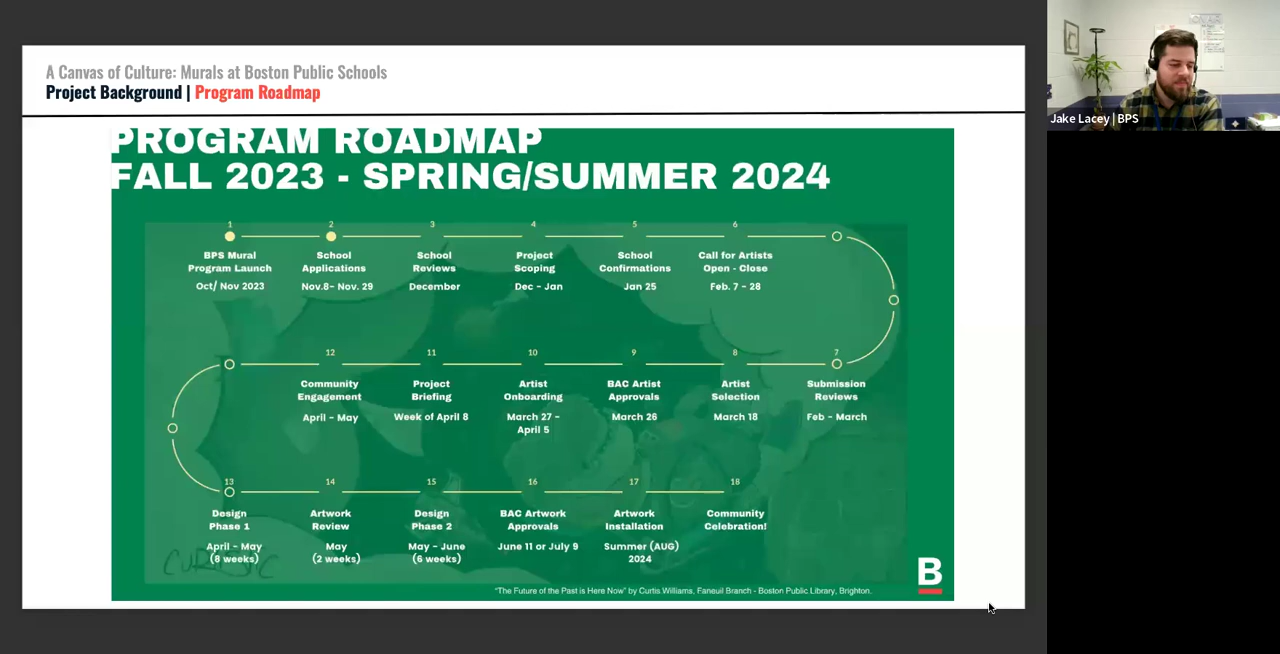 A Canvas of Culture: Murals at Boston Public Schools
Project Background | Program Roadmap
PROGRAM ROADMAP
FALL 2023 - SPRING/SUMMER 2024
1 2 3 4 5 6
BPS Mural
Program Launch
Oct/ Nov 2023
School
Applications
Nov.8- Nov. 29
School
Reviews
December
Project
Scoping
Dec - Jan
School
Confirmations
Jan 25
Call for Artists
Open - Close
Feb. 7 - 28
12 11 10 9 8 7
Community
Engagement
April - May
Project
Briefing
Week of April 8
Artist
Onboarding
March 27 -
April 5
BAC Artist
Approvals
March 26
Artist
Selection
March 18
Submission
Reviews
Feb - March
13 14 15 16 17 18
Design
Phase 1
April - May
(8 weeks)
Artwork
Review
May
(2 weeks)
Design
Phase 2
May - June
(6 weeks)
BAC Artwork
Approvals
June 11 or July 9
Artwork
Installation
Summer (AUG)
2024
Community
Celebration!
B
"The Future of the Past is Here Now" by Curtis Williams, Faneuil Branch - Boston Public Library, Brighton.
Jake Lacey | BPS